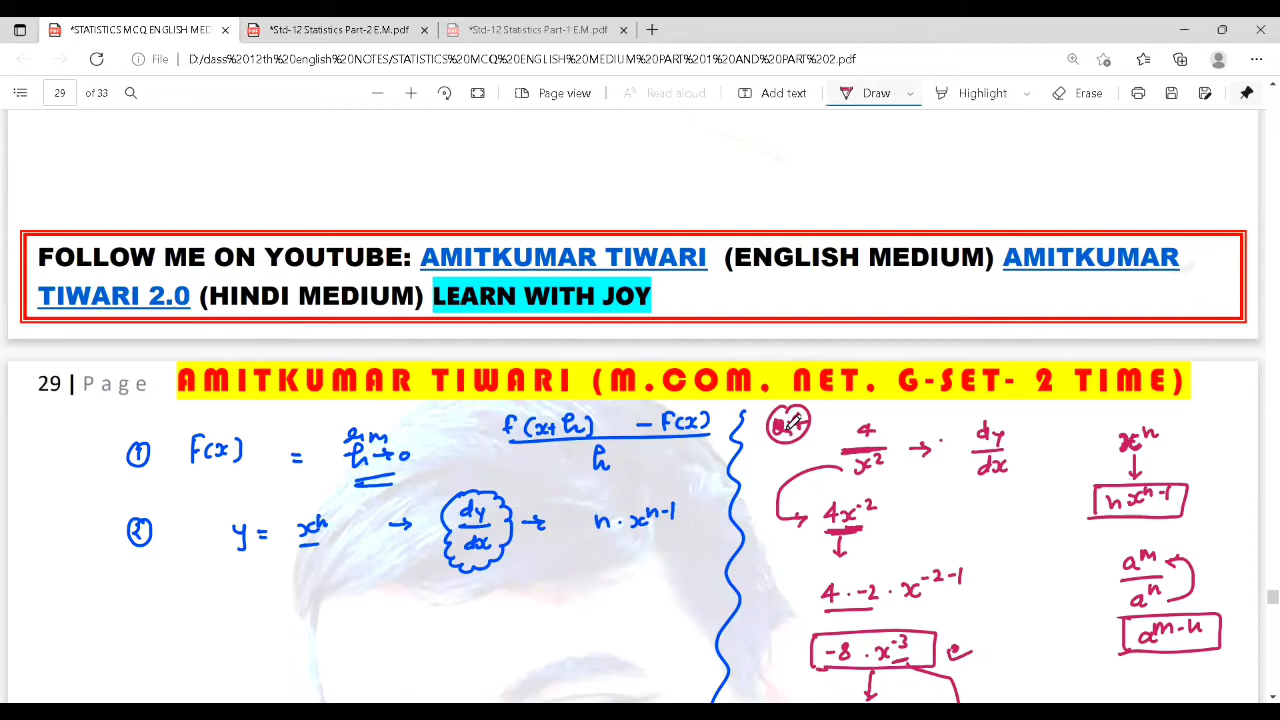 *STATISTICS MCQ ENGLISH MED
*Std-12 Statistics Part-2 E.M.pdf
*Std-12 Statistics Part-1 E.M.pdf
File
D:/class%2012th%20english%20NOTES/STATISTICS%20MCQ%20ENGLISH%20MEDIUM%20PART%201%20AND%20PART%202.pdf
29 of 33
Page view
Read aloud
Add text
Draw
Highlight
Erase
FOLLOW ME ON YOUTUBE: AMITKUMAR TIWARI (ENGLISH MEDIUM) AMITKUMAR
TIWARI 2.0 (HINDI MEDIUM) LEARN WITH JOY
29 | Page
AMITKUMAR TIWARI (M.COM. NET. G-SET- 2 TIME)
① F(x) = lim h→0 f(x+h) - F(x) / h
② y = xⁿ → dy/dx → n · xⁿ⁻¹
4/x² → dy/dx
4x⁻²
4 · -2 · x⁻²⁻¹
-8 · x⁻³
xⁿ
n·xⁿ⁻¹
aᵐ/aⁿ
aᵐ⁻ⁿ